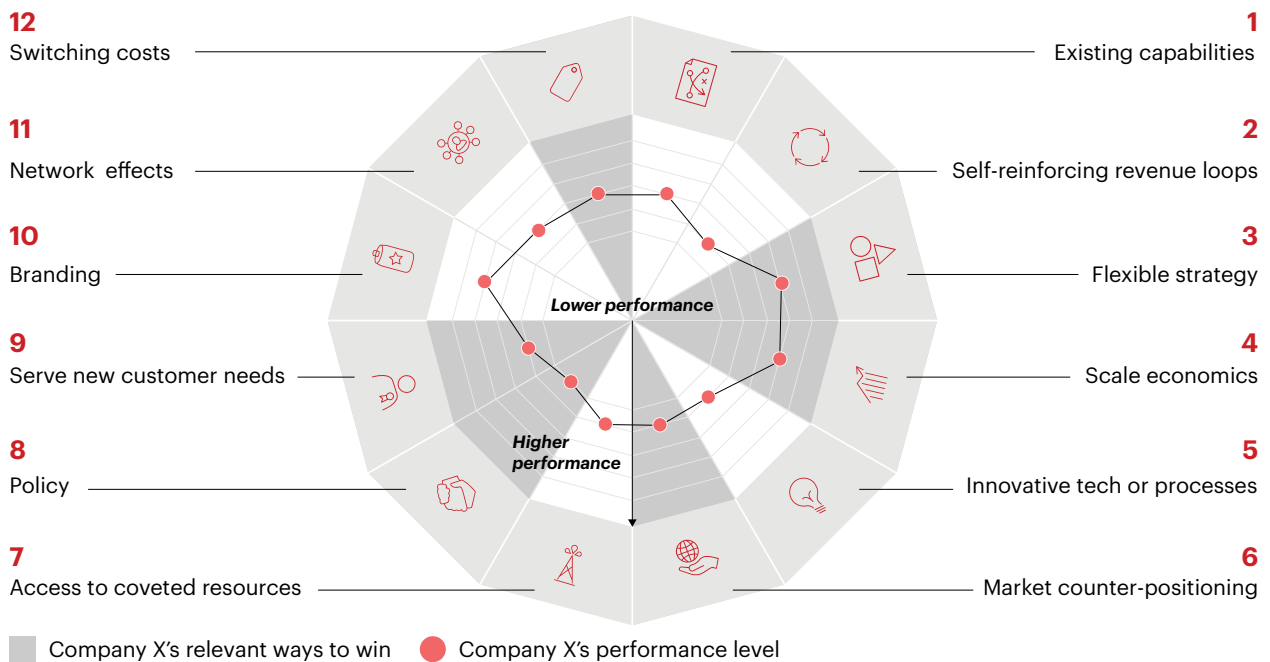 12
Switching costs
11
Network effects
10
Branding
9
Serve new customer needs
8
Policy
7
Access to coveted resources
1
Existing capabilities
2
Self-reinforcing revenue loops
3
Flexible strategy
4
Scale economics
5
Innovative tech or processes
6
Market counter-positioning
Lower performance
Higher
performance
Company X's relevant ways to win
Company X's performance level